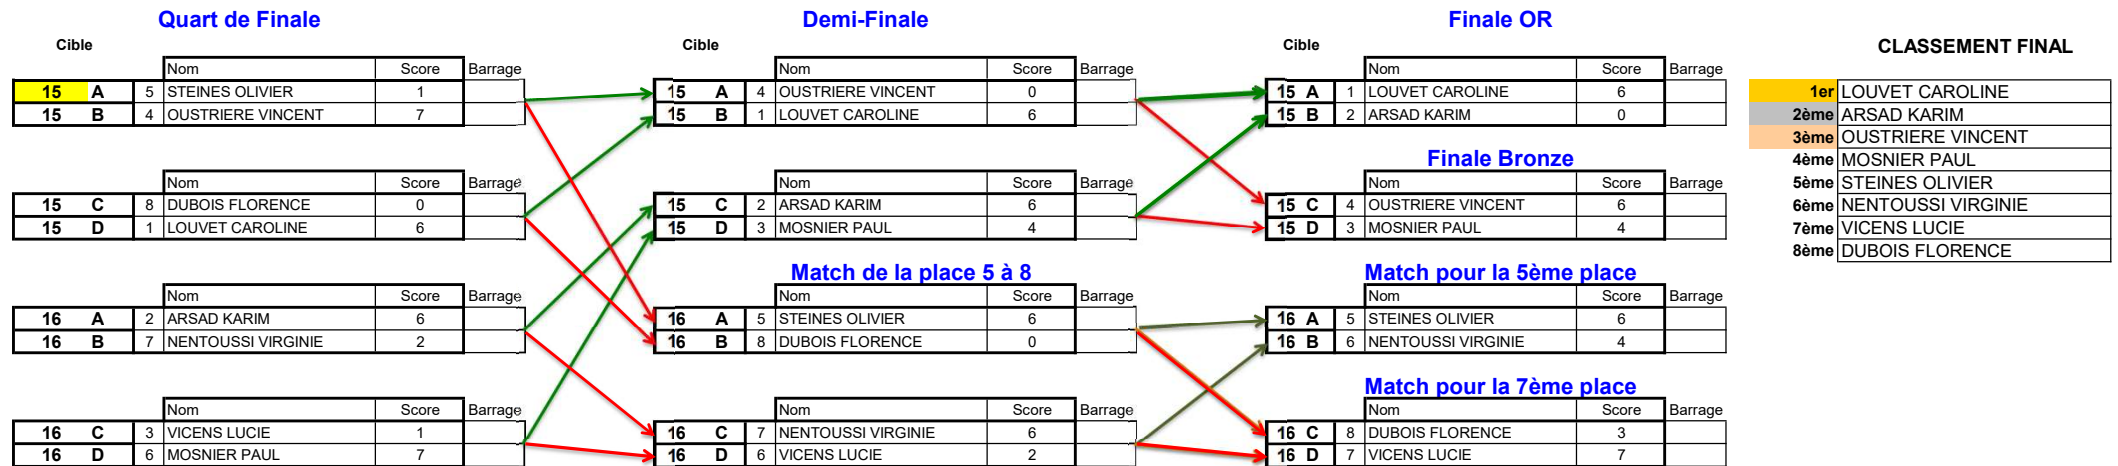 Quart de Finale Demi-Finale Finale OR
Cible Cible Cible CLASSEMENT FINAL
Nom Score Barrage Nom Score Barrage Nom Score Barrage
15 A 5 STEINES OLIVIER 1 15 A 4 OUSTRIERE VINCENT 0 15 A 1 LOUVET CAROLINE 6 1er LOUVET CAROLINE
15 B 4 OUSTRIERE VINCENT 7 15 B 1 LOUVET CAROLINE 6 15 B 2 ARSAD KARIM 0 2ème ARSAD KARIM
3ème OUSTRIERE VINCENT
Finale Bronze 4ème MOSNIER PAUL
Nom Score Barrage Nom Score Barrage Nom Score Barrage 5ème STEINES OLIVIER
15 C 8 DUBOIS FLORENCE 0 15 C 2 ARSAD KARIM 6 15 C 4 OUSTRIERE VINCENT 6 6ème NENTOUSSI VIRGINIE
15 D 1 LOUVET CAROLINE 6 15 D 3 MOSNIER PAUL 4 15 D 3 MOSNIER PAUL 4 7ème VICENS LUCIE
8ème DUBOIS FLORENCE
Match de la place 5 à 8 Match pour la 5ème place
Nom Score Barrage Nom Score Barrage Nom Score Barrage
16 A 2 ARSAD KARIM 6 16 A 5 STEINES OLIVIER 6 16 A 5 STEINES OLIVIER 6
16 B 7 NENTOUSSI VIRGINIE 2 16 B 8 DUBOIS FLORENCE 0 16 B 6 NENTOUSSI VIRGINIE 4
Match pour la 7ème place
Nom Score Barrage Nom Score Barrage Nom Score Barrage
16 C 3 VICENS LUCIE 1 16 C 7 NENTOUSSI VIRGINIE 6 16 C 8 DUBOIS FLORENCE 3
16 D 6 MOSNIER PAUL 7 16 D 6 VICENS LUCIE 2 16 D 7 VICENS LUCIE 7